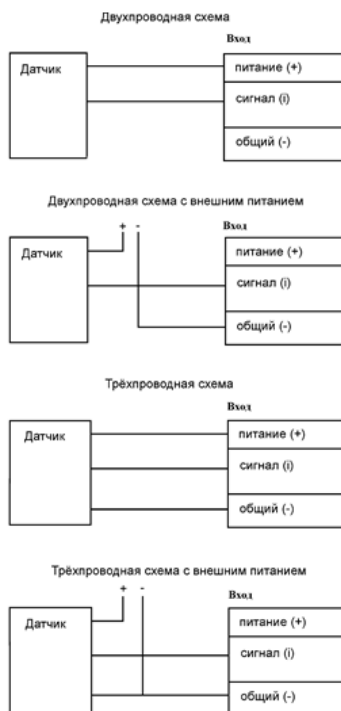 Двухпроводная схема
Вход
Датчик
питание (+)
сигнал (i)
общий (-)
Двухпроводная схема с внешним питанием
+ -
Вход
Датчик
питание (+)
сигнал (i)
общий (-)
Трёхпроводная схема
Вход
Датчик
питание (+)
сигнал (i)
общий (-)
Трёхпроводная схема с внешним питанием
+ -
Вход
Датчик
питание (+)
сигнал (i)
общий (-)